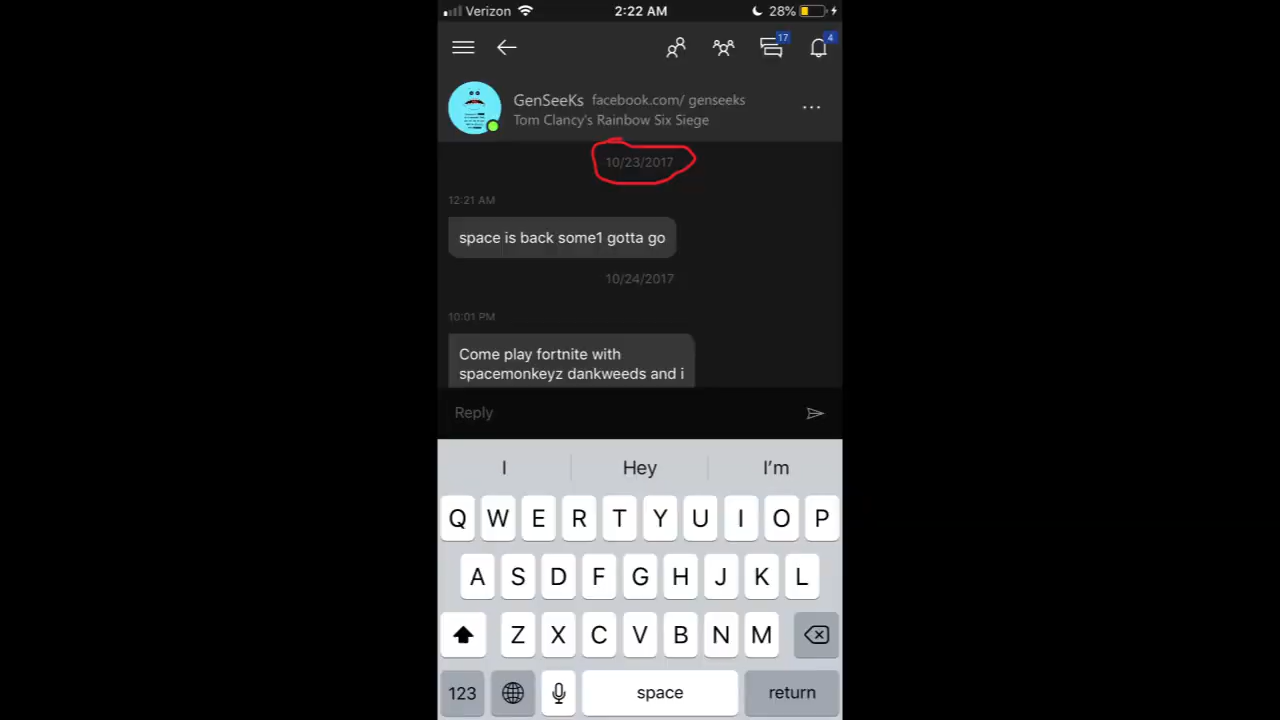 Verizon 2:22 AM 28%
17 4
GenSeeKs facebook.com/ genseeks
Tom Clancy's Rainbow Six Siege
10/23/2017
12:21 AM
space is back some1 gotta go
10/24/2017
10:01 PM
Come play fortnite with
spacemonkeyz dankweeds and i
Reply
I Hey I'm
Q W E R T Y U I O P
A S D F G H J K L
Z X C V B N M
123 space return